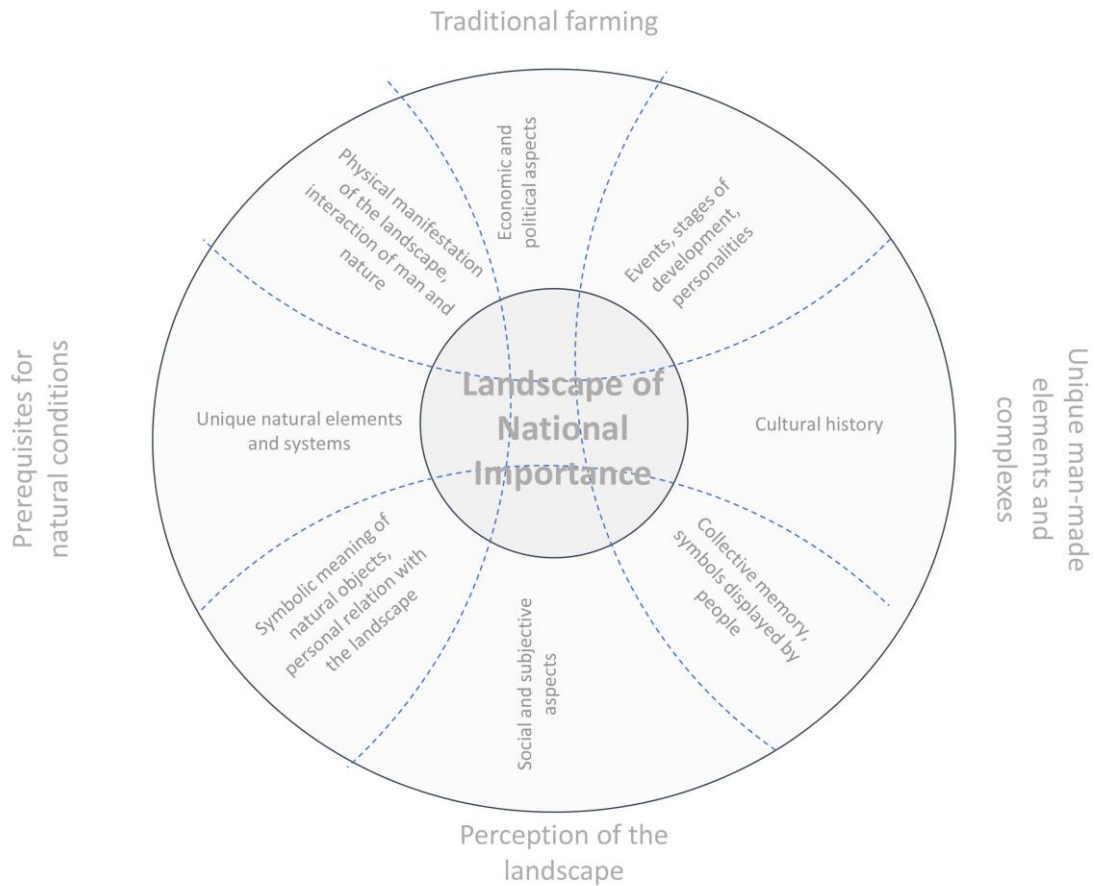 Traditional farming
Economic and
political aspects
Physical manifestation
of the landscape,
interaction of man and
nature
Events, stages of
development,
personalities
Prerequisites for
natural conditions
Unique natural elements
and systems
Landscape of
National
Importance
Cultural history
Unique man-made
elements and
complexes
Symbolic meaning of
natural objects,
personal relation with
the landscape
Social and subjective
aspects
Collective memory,
symbols displayed by
people
Perception of the
landscape